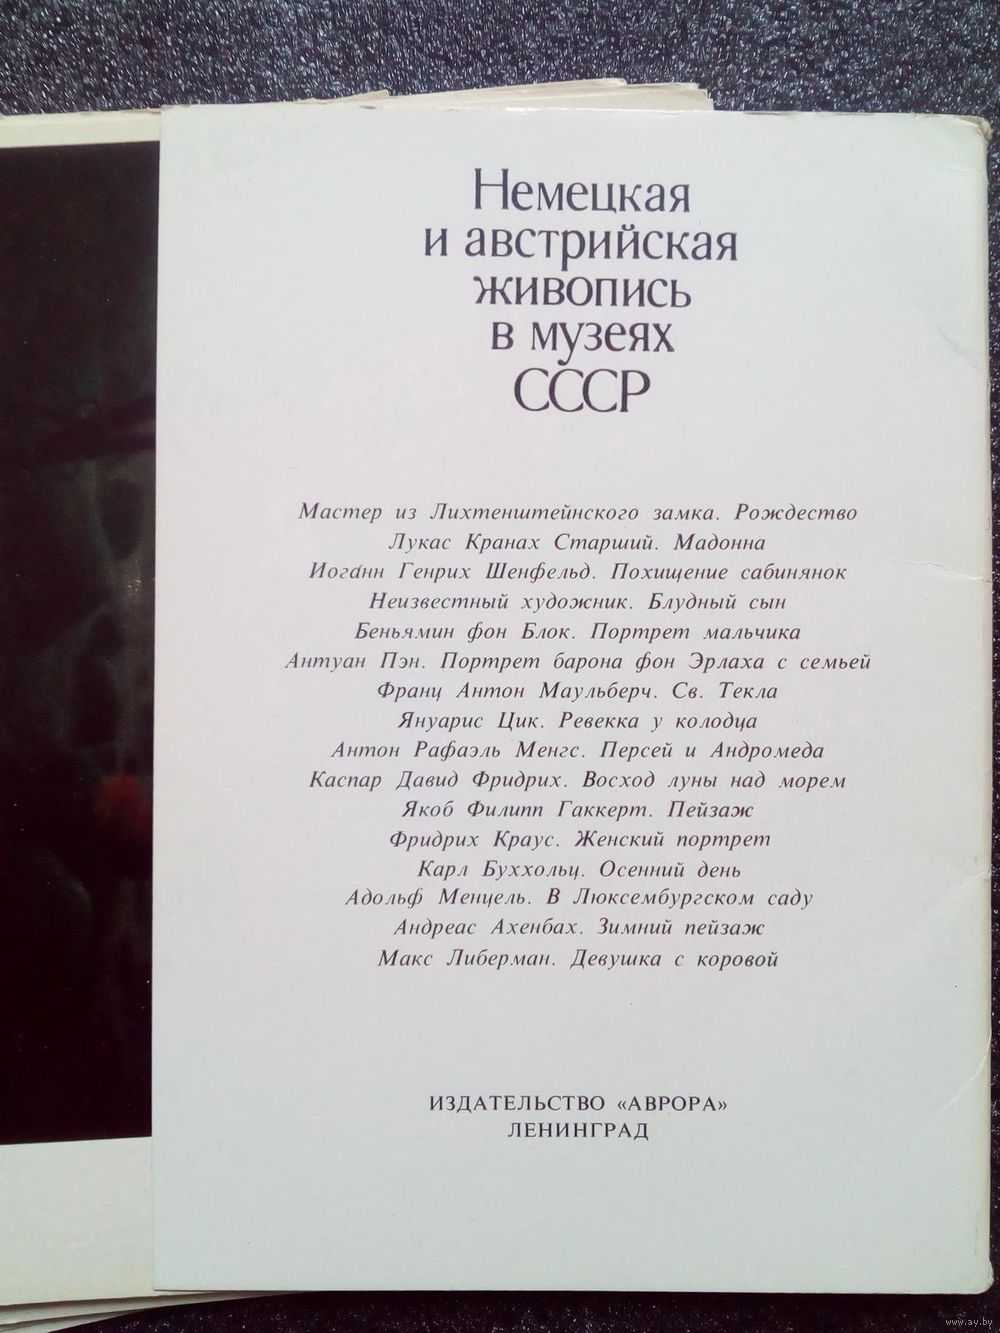 Немецкая
и австрийская
живопись
в музеях
СССР
Мастер из Лихтенштейнского замка. Рождество
Лукас Кранах Старший. Мадонна
Иоганн Генрих Шенфельд. Похищение сабинянок
Неизвестный художник. Блудный сын
Беньямин фон Блок. Портрет мальчика
Антуан Пэн. Портрет барона фон Эрлаха с семьей
Франц Антон Маульберч. Св. Текла
Януарис Цик. Ревекка у колодца
Антон Рафаэль Менгс. Персей и Андромеда
Каспар Давид Фридрих. Восход луны над морем
Якоб Филипп Гаккерт. Пейзаж
Фридрих Краус. Женский портрет
Карл Буххольц. Осенний день
Адольф Менцель. В Люксембургском саду
Андреас Ахенбах. Зимний пейзаж
Макс Либерман. Девушка с коровой
ИЗДАТЕЛЬСТВО «АВРОРА»
ЛЕНИНГРАД
www.ay.by